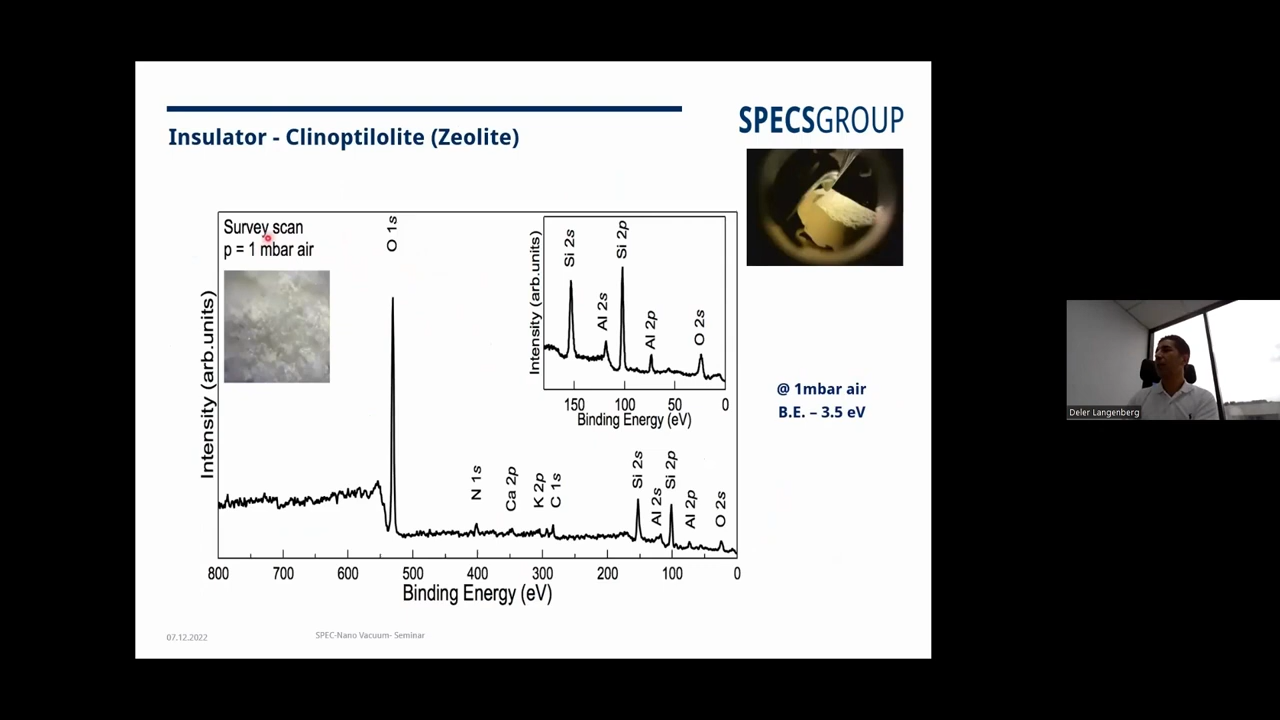 SPECSGROUP
Insulator - Clinoptilolite (Zeolite)
Survey scan
p = 1 mbar air
O 1s
Intensity (arb.units)
N 1s
Ca 2p
K 2p
C 1s
Si 2s
Al 2s
Si 2p
Al 2p
O 2s
800 700 600 500 400 300 200 100 0
Binding Energy (eV)
Intensity (arb.units)
Si 2s
Al 2s
Si 2p
Al 2p
O 2s
150 100 50 0
Binding Energy (eV)
@ 1mbar air
B.E. – 3.5 eV
07.12.2022
SPEC-Nano Vacuum- Seminar
Deler Langenberg